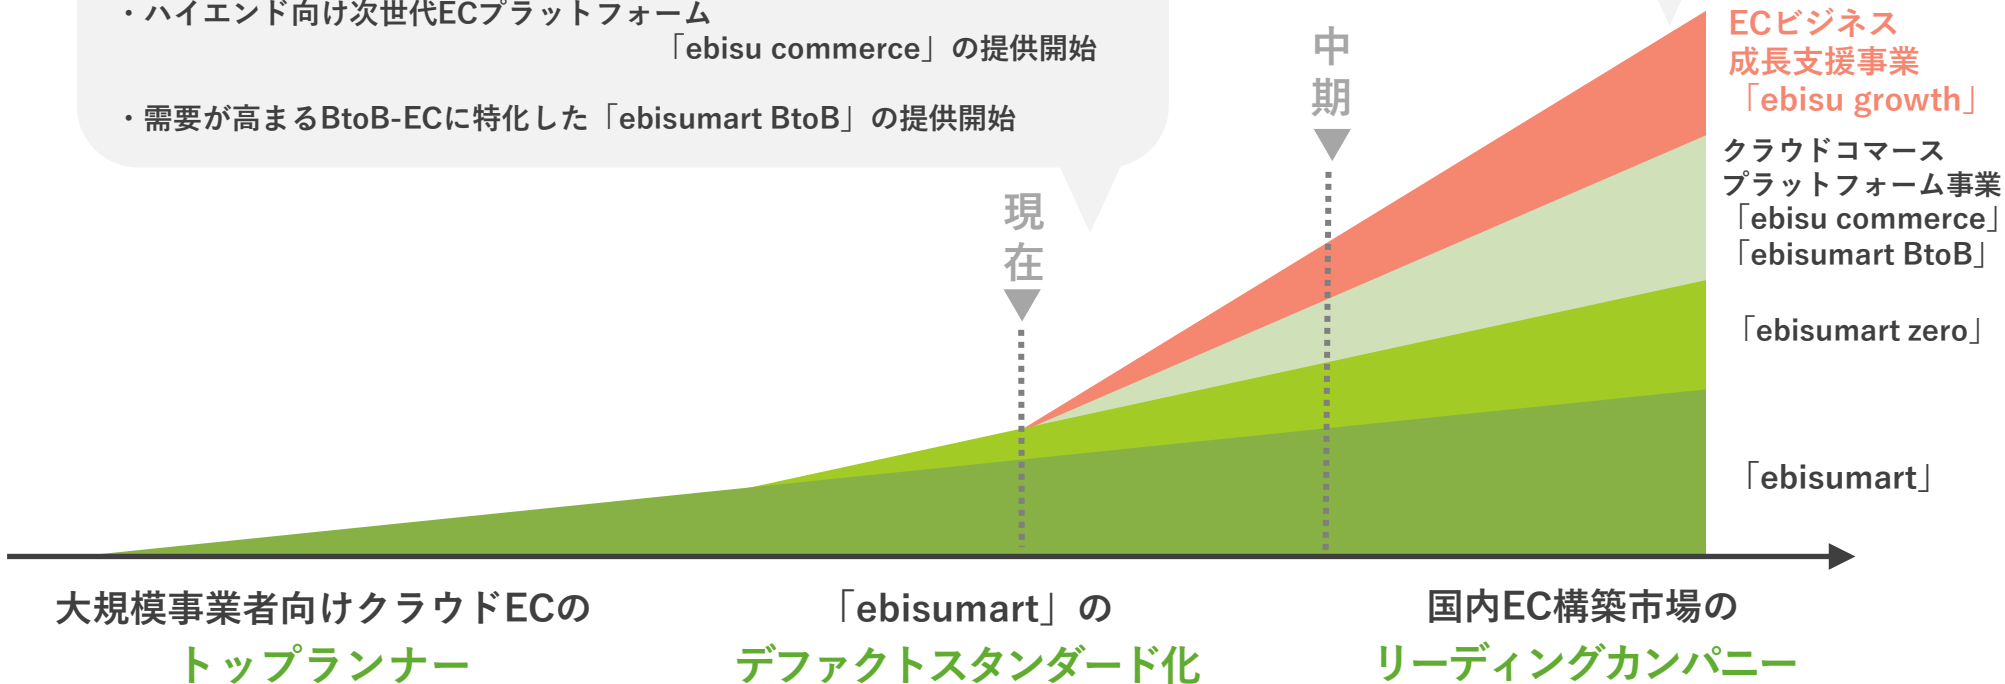 ・ハイエンド向け次世代ECプラットフォーム
「ebisu commerce」の提供開始
・需要が高まるBtoB-ECに特化した「ebisumart BtoB」の提供開始
現在
中期
ECビジネス
成長支援事業
「ebisu growth」
クラウドコマース
プラットフォーム事業
「ebisu commerce」
「ebisumart BtoB」
「ebisumart zero」
「ebisumart」
大規模事業者向けクラウドECの
トップランナー
「ebisumart」の
デファクトスタンダード化
国内EC構築市場の
リーディングカンパニー